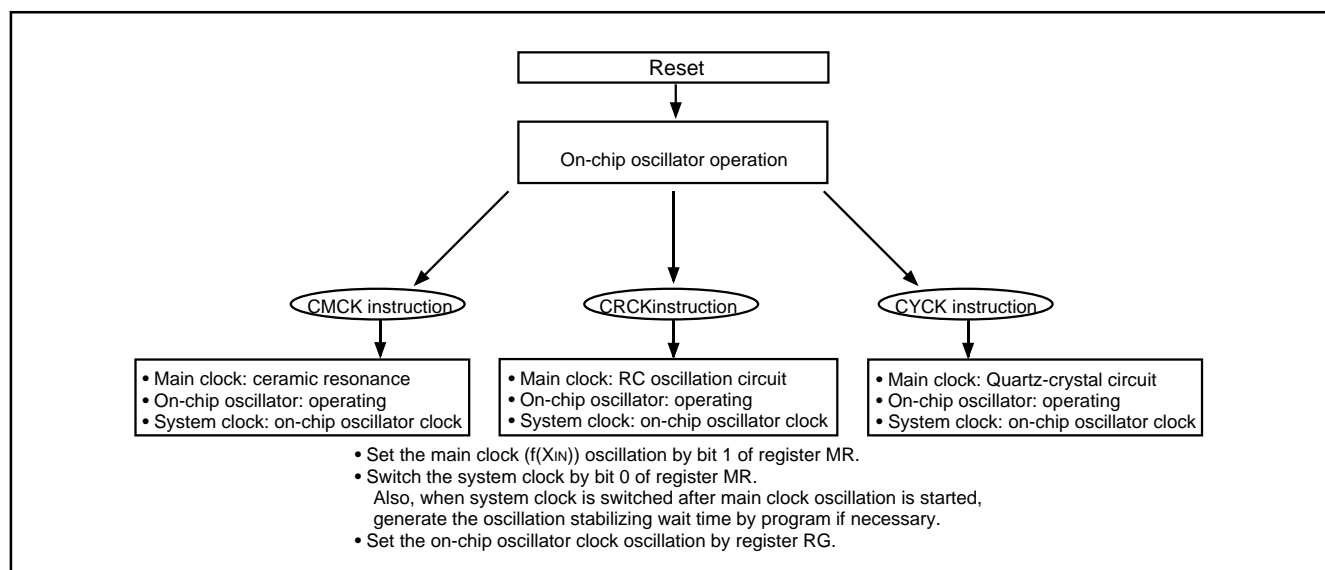 Reset
On-chip oscillator operation
CMCK instruction
CRCKinstruction
CYCK instruction
• Main clock: ceramic resonance
• On-chip oscillator: operating
• System clock: on-chip oscillator clock
• Main clock: RC oscillation circuit
• On-chip oscillator: operating
• System clock: on-chip oscillator clock
• Main clock: Quartz-crystal circuit
• On-chip oscillator: operating
• System clock: on-chip oscillator clock
• Set the main clock (f(XIN)) oscillation by bit 1 of register MR.
• Switch the system clock by bit 0 of register MR.
Also, when system clock is switched after main clock oscillation is started,
generate the oscillation stabilizing wait time by program if necessary.
• Set the on-chip oscillator clock oscillation by register RG.